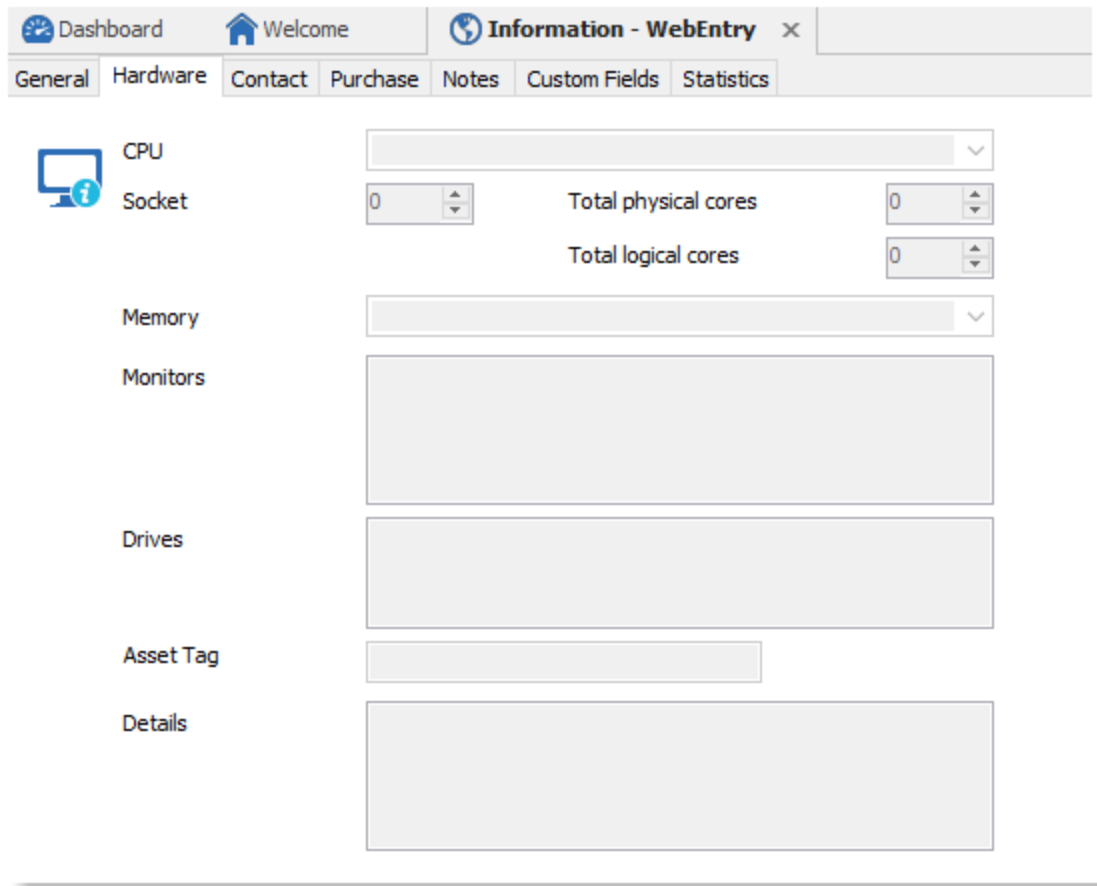 Dashboard Welcome Information - WebEntry
General Hardware Contact Purchase Notes Custom Fields Statistics
CPU
Socket 0 Total physical cores 0
Total logical cores 0
Memory
Monitors
Drives
Asset Tag
Details